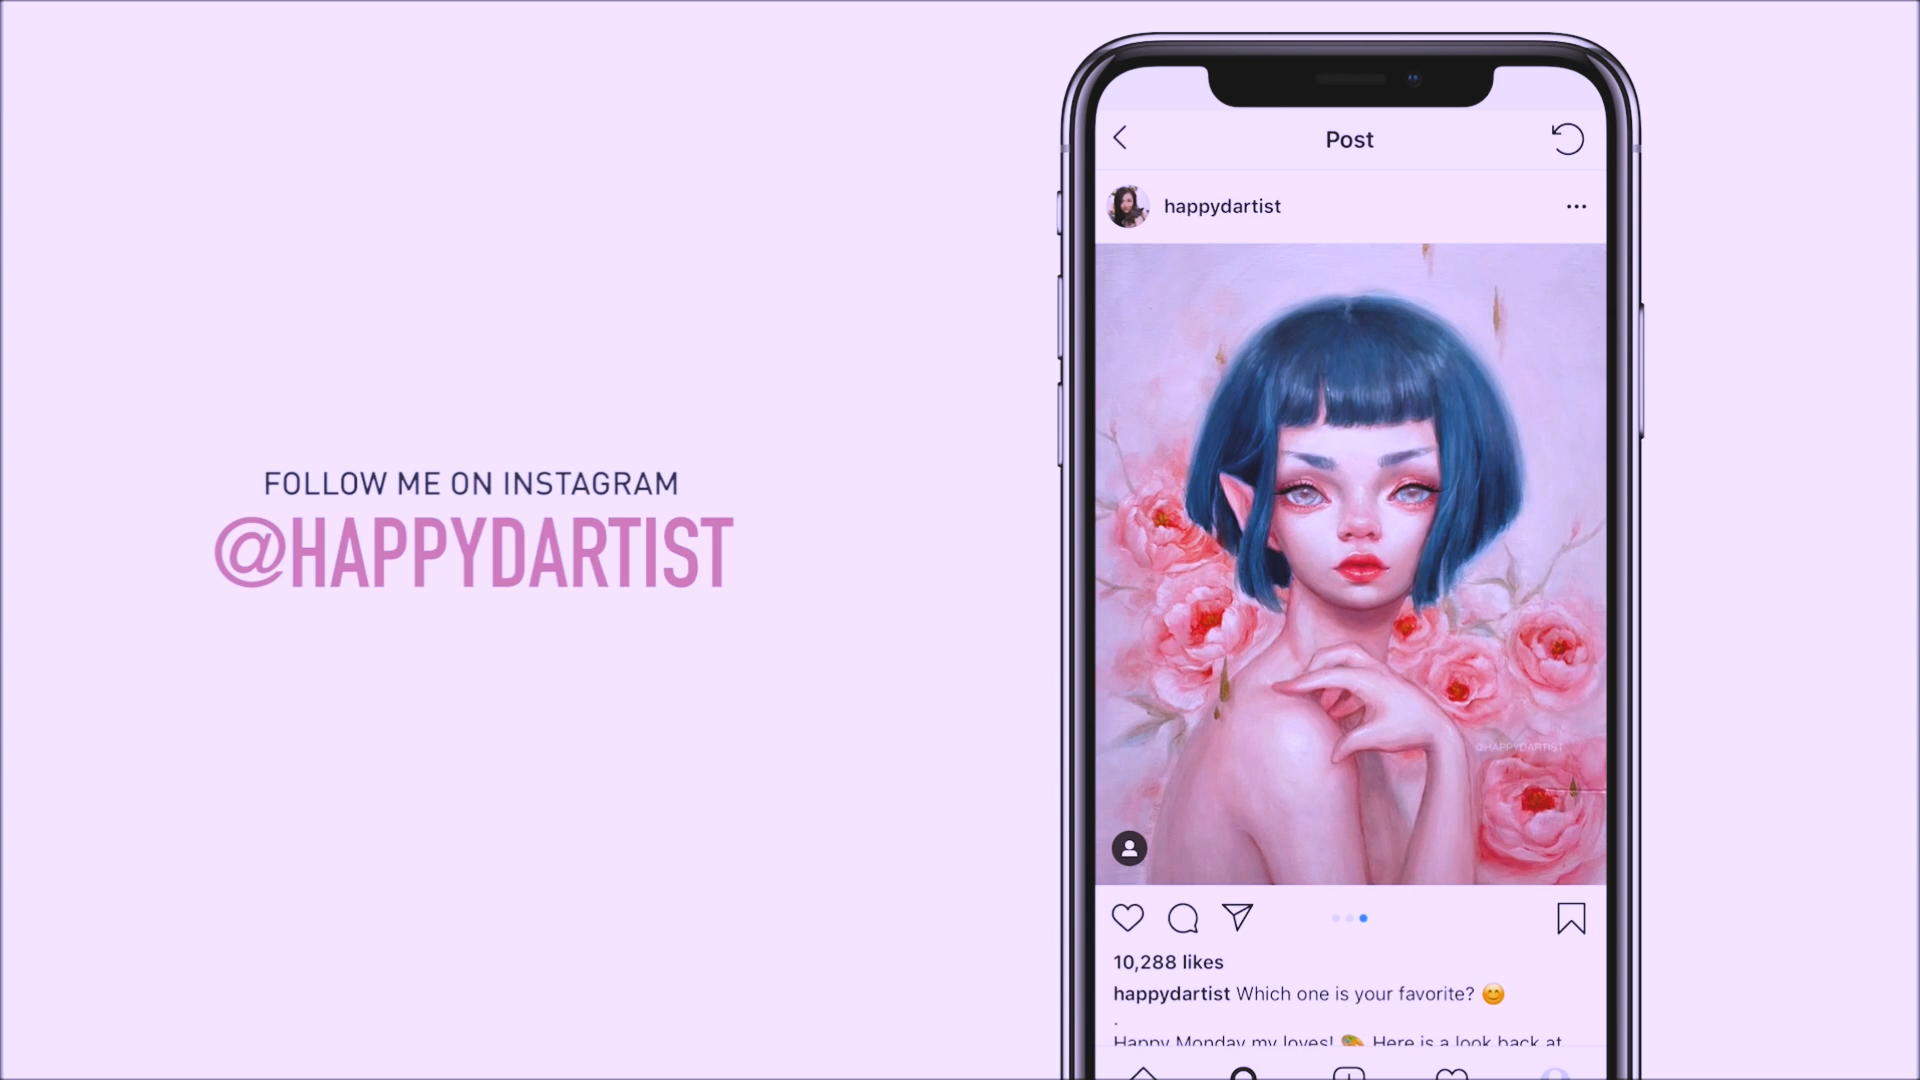 FOLLOW ME ON INSTAGRAM
@HAPPYDARTIST
Post
happydartist
@HAPPYDARTIST
10,288 likes
happydartist Which one is your favorite? 😊
.
Happy Monday my loves! 🎨 Here is a look back at